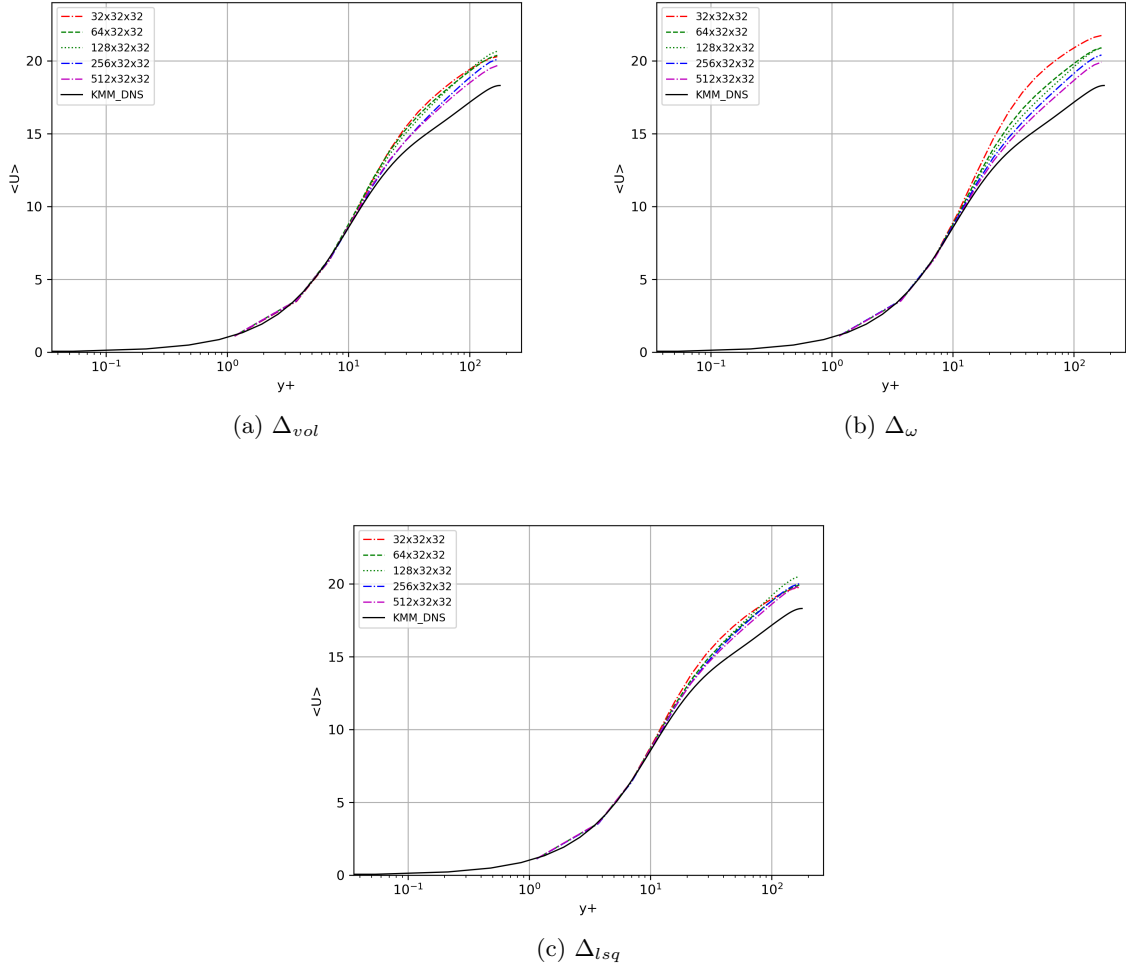 32x32x32
64x32x32
128x32x32
256x32x32
512x32x32
KMM_DNS
20
15
10
5
0
<U>
10⁻¹
10⁰
10¹
10²
y+
(a) Δ_vol
32x32x32
64x32x32
128x32x32
256x32x32
512x32x32
KMM_DNS
20
15
10
5
0
<U>
10⁻¹
10⁰
10¹
10²
y+
(b) Δ_ω
32x32x32
64x32x32
128x32x32
256x32x32
512x32x32
KMM_DNS
20
15
10
5
0
<U>
10⁻¹
10⁰
10¹
10²
y+
(c) Δ_lsq